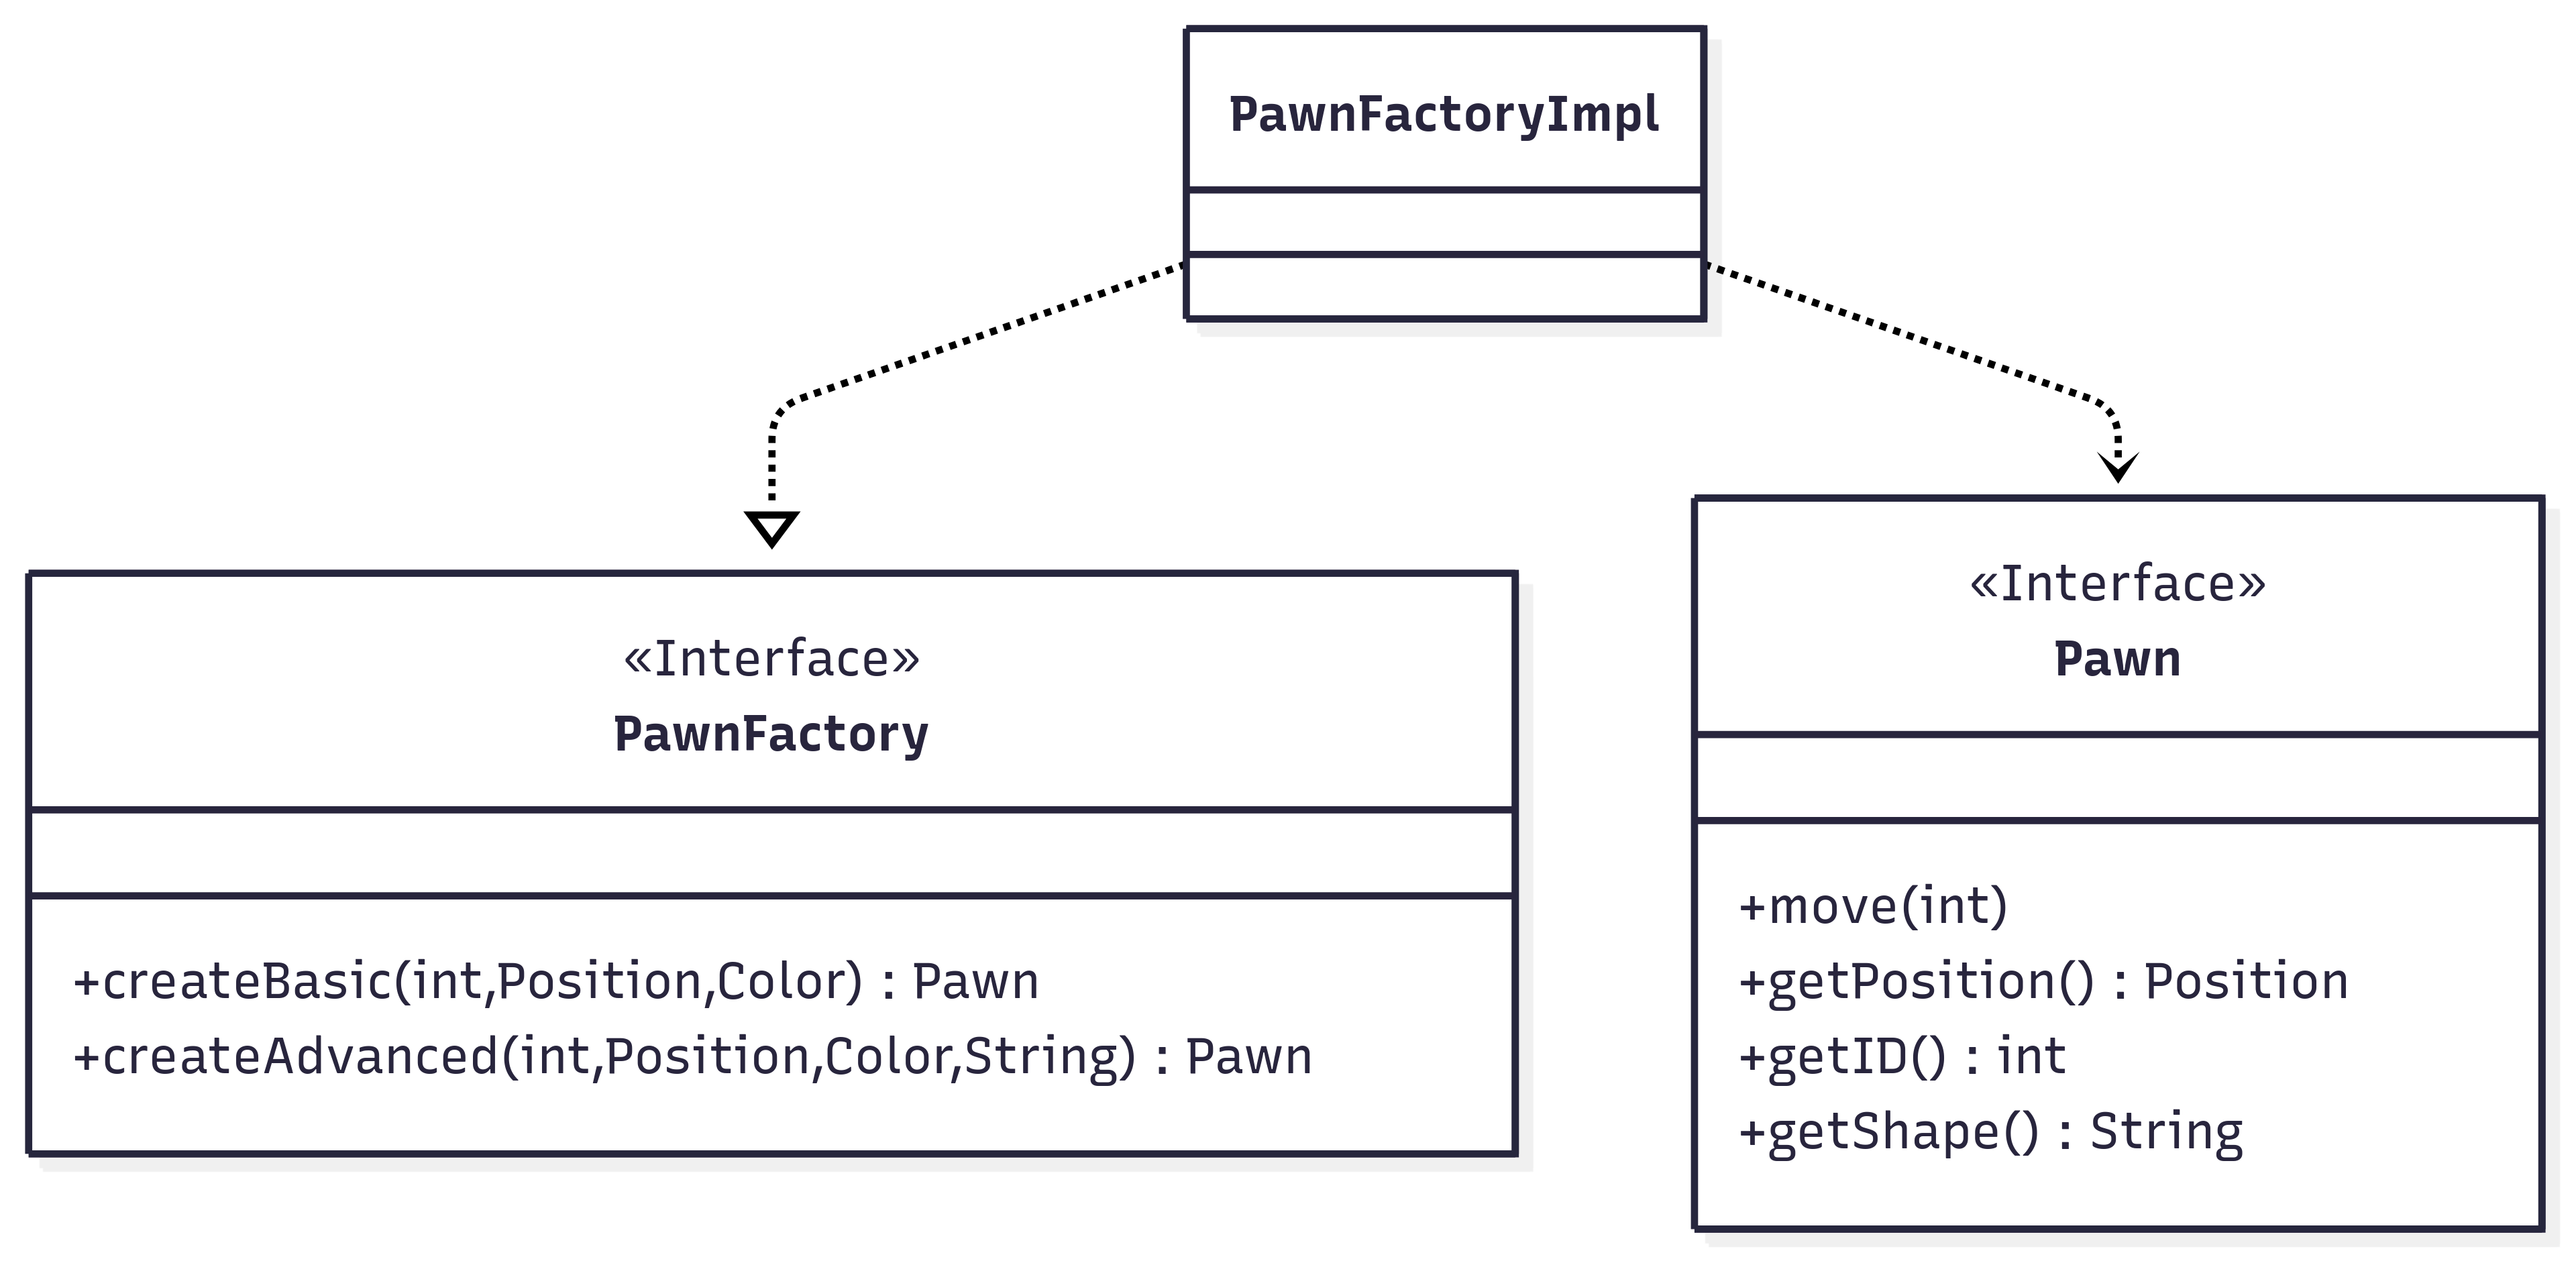 PawnFactoryImpl
«Interface»
PawnFactory
+createBasic(int,Position,Color) : Pawn
+createAdvanced(int,Position,Color,String) : Pawn
«Interface»
Pawn
+move(int)
+getPosition() : Position
+getID() : int
+getShape() : String